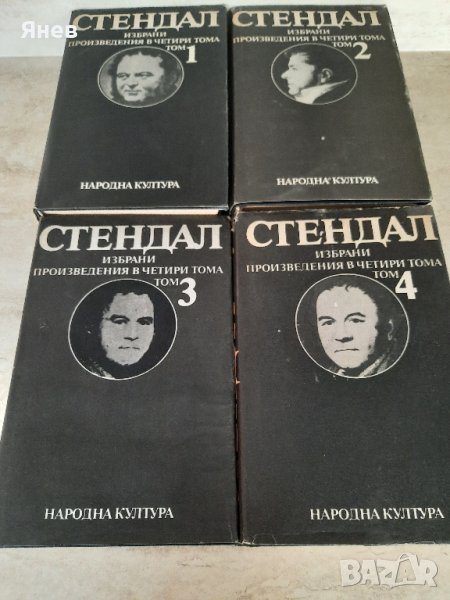 Янев
СТЕНДАЛ
ИЗБРАНИ
ПРОИЗВЕДЕНИЯ В ЧЕТИРИ ТОМА
ТОМ 1
НАРОДНА КУЛТУРА
СТЕНДАЛ
ИЗБРАНИ
ПРОИЗВЕДЕНИЯ В ЧЕТИРИ ТОМА
ТОМ 2
НАРОДНА КУЛТУРА
СТЕНДАЛ
ИЗБРАНИ
ПРОИЗВЕДЕНИЯ В ЧЕТИРИ ТОМА
ТОМ 3
НАРОДНА КУЛТУРА
СТЕНДАЛ
ИЗБРАНИ
ПРОИЗВЕДЕНИЯ В ЧЕТИРИ ТОМА
ТОМ 4
НАРОДНА КУЛТУРА
BAZAR